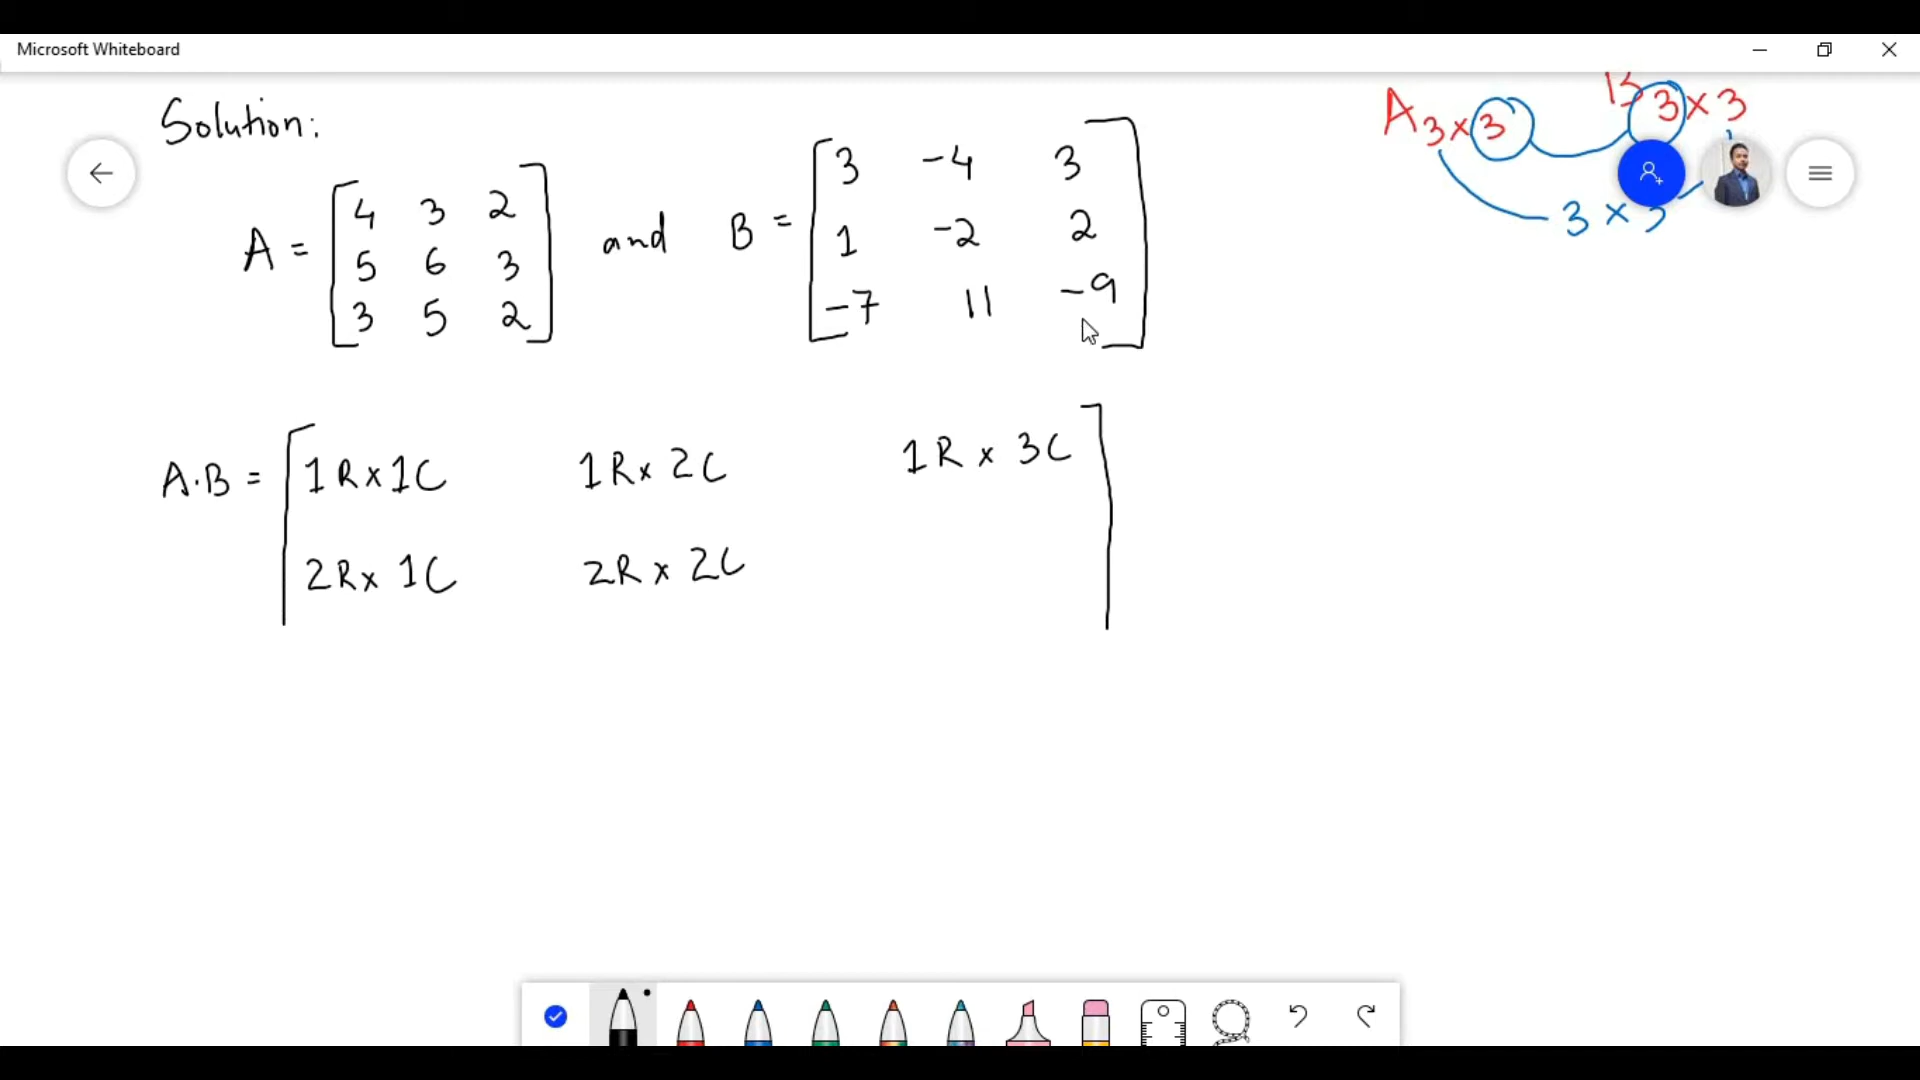 Microsoft Whiteboard
Solution:
A = [4 3 2
5 6 3
3 5 2]
and
B = [3 -4 3
1 -2 2
-7 11 -9]
A 3×3
B 3×3
3×3
A.B = [1R×1C 1R×2C 1R×3C]
2R×1C 2R×2C